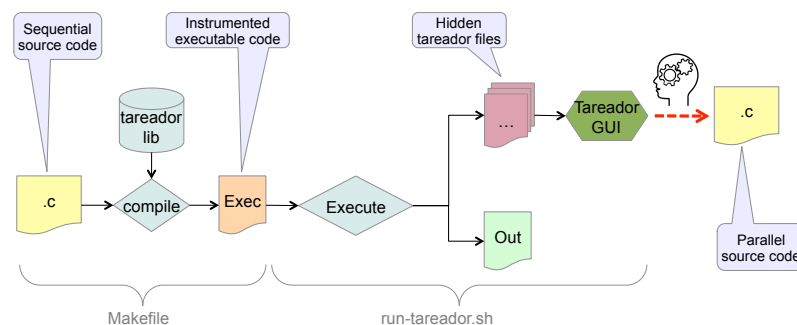 Sequential
source code
Instrumented
executable code
Hidden
tareador files
tareador
lib
...
Tareador
GUI
.c
.c
compile
Exec
Execute
Out
Parallel
source code
Makefile
run-tareador.sh